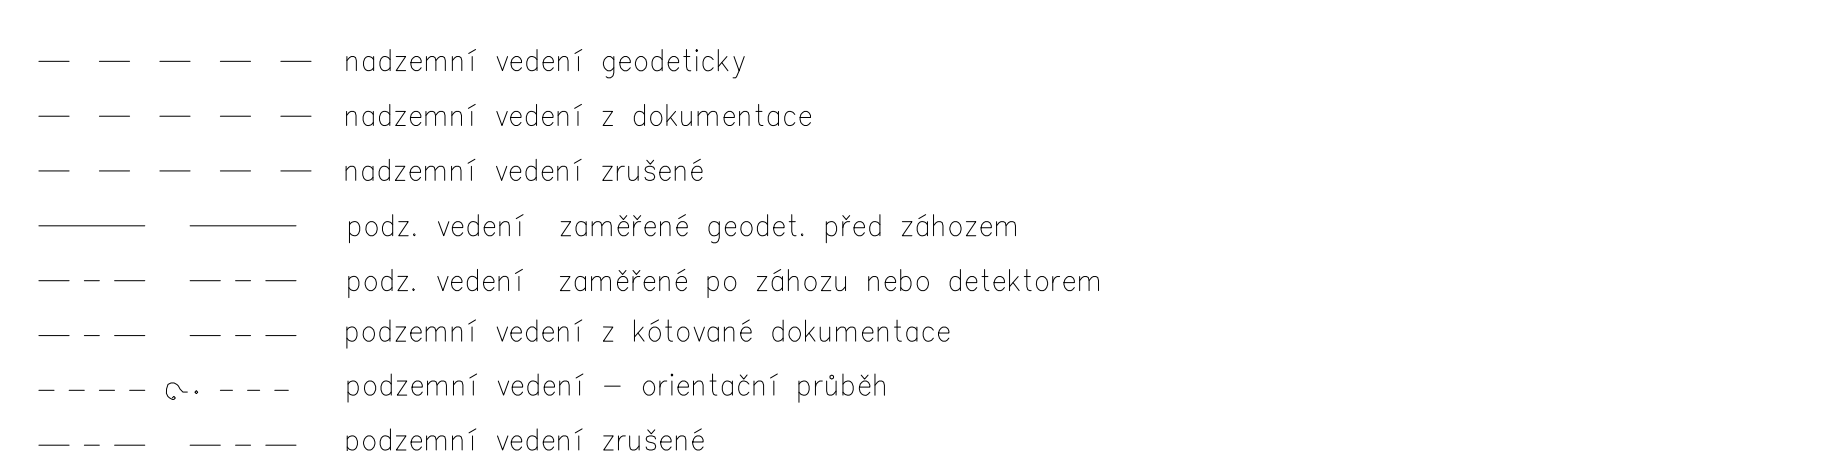 nadzemní vedení geodeticky
nadzemní vedení z dokumentace
nadzemní vedení zrušené
podz. vedení zaměřené geodet. před záhozem
podz. vedení zaměřené po záhozu nebo detektorem
podzemní vedení z kótované dokumentace
podzemní vedení – orientační průběh
podzemní vedení zrušené